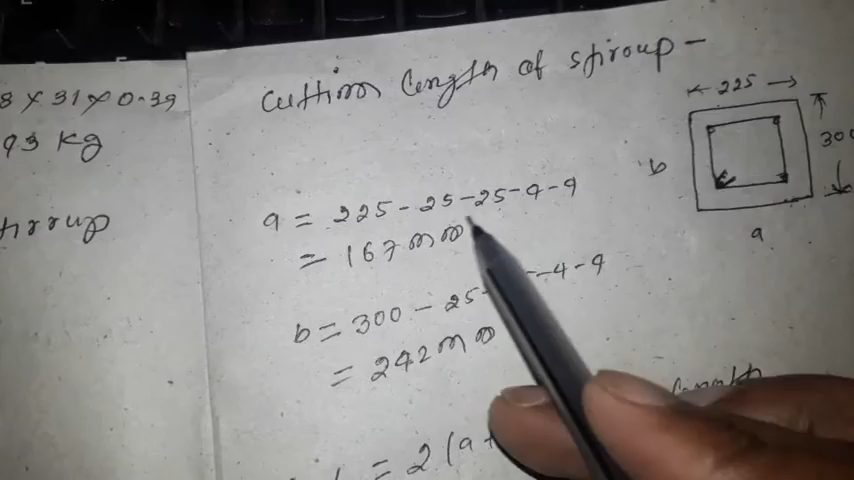 8 x 31 x 0.39
93 kg
Cutting Length of stiroup -
← 225 →
300
b
a
a = 225 - 25 - 25 - 4 - 4
= 167 mm
b = 300 - 25 - - 4 - 4
= 242 mm
= 2 (a +